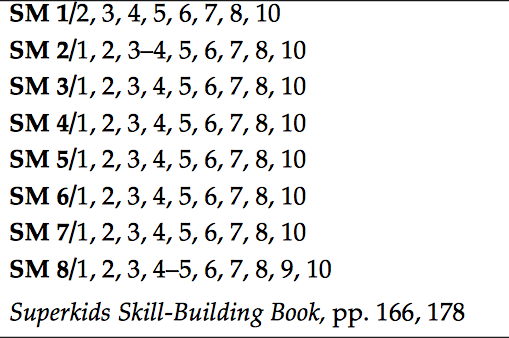 SM 1/2, 3, 4, 5, 6, 7, 8, 10
SM 2/1, 2, 3–4, 5, 6, 7, 8, 10
SM 3/1, 2, 3, 4, 5, 6, 7, 8, 10
SM 4/1, 2, 3, 4, 5, 6, 7, 8, 10
SM 5/1, 2, 3, 4, 5, 6, 7, 8, 10
SM 6/1, 2, 3, 4, 5, 6, 7, 8, 10
SM 7/1, 2, 3, 4, 5, 6, 7, 8, 10
SM 8/1, 2, 3, 4–5, 6, 7, 8, 9, 10
Superkids Skill-Building Book, pp. 166, 178